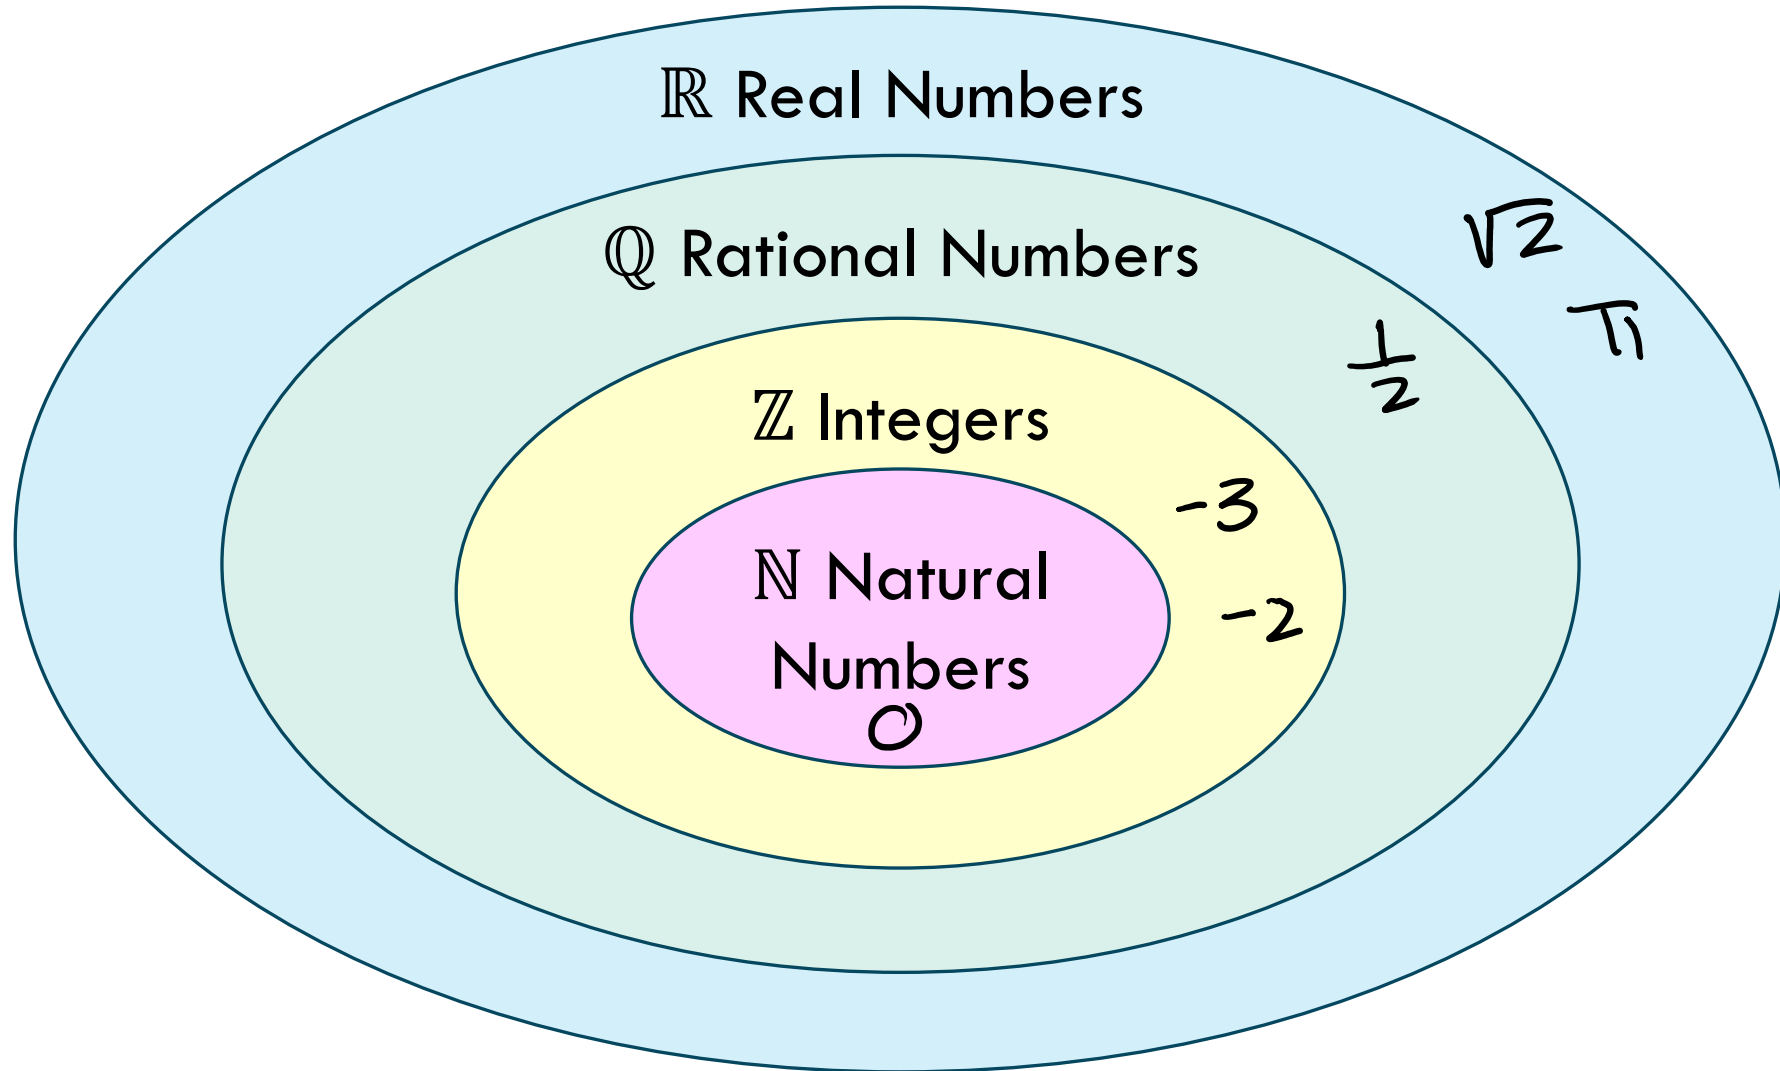 ℝ Real Numbers
√2
ℚ Rational Numbers
π
1/2
ℤ Integers
-3
ℕ Natural
Numbers
-2
0